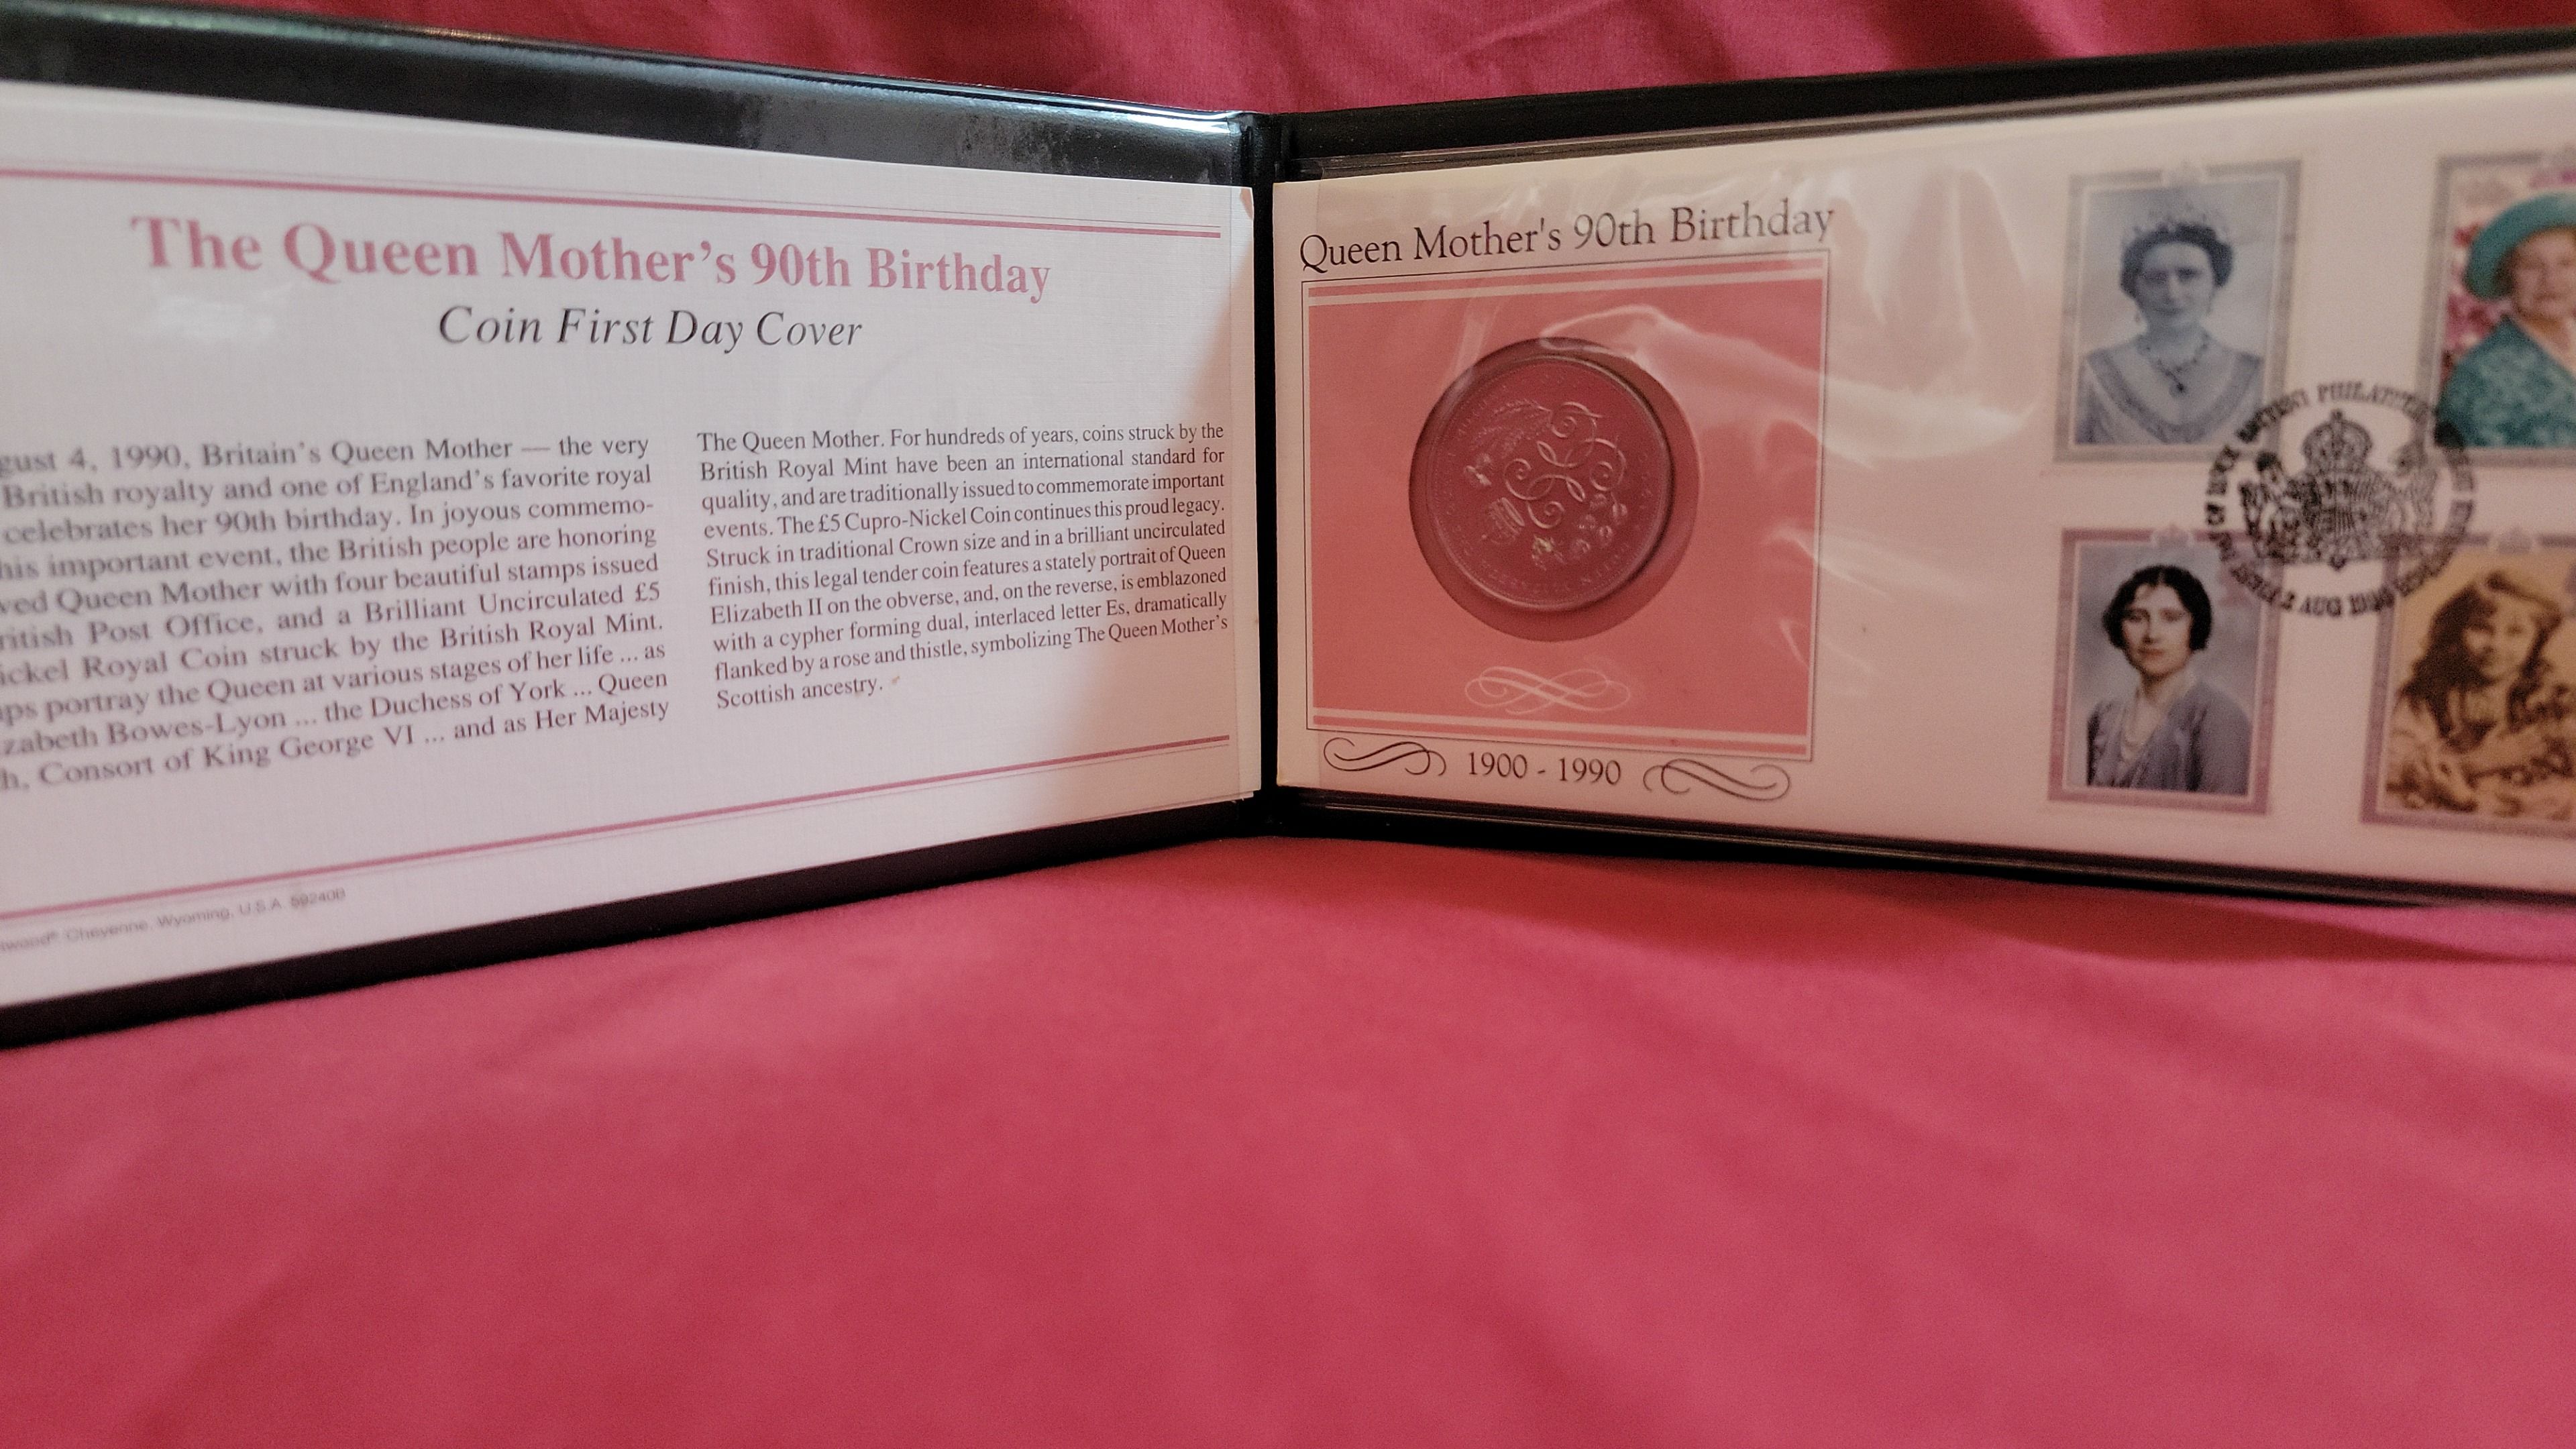 The Queen Mother's 90th Birthday
Coin First Day Cover
gust 4, 1990, Britain's Queen Mother — the very
British royalty and one of England's favorite royal
celebrates her 90th birthday. In joyous commemo-
his important event, the British people are honoring
ved Queen Mother with four beautiful stamps issued
ritish Post Office, and a Brilliant Uncirculated £5
ickel Royal Coin struck by the British Royal Mint.
ps portray the Queen at various stages of her life ... as
zabeth Bowes-Lyon ... the Duchess of York ... Queen
h, Consort of King George VI ... and as Her Majesty
The Queen Mother. For hundreds of years, coins struck by the
British Royal Mint have been an international standard for
quality, and are traditionally issued to commemorate important
events. The £5 Cupro-Nickel Coin continues this proud legacy.
Struck in traditional Crown size and in a brilliant uncirculated
finish, this legal tender coin features a stately portrait of Queen
Elizabeth II on the obverse, and, on the reverse, is emblazoned
with a cypher forming dual, interlaced letter Es, dramatically
flanked by a rose and thistle, symbolizing The Queen Mother's
Scottish ancestry.
twood® Cheyenne, Wyoming, U.S.A. 59240B
Queen Mother's 90th Birthday
1900 - 1990
BRITISH PHILATELIC
2 AUG 1990